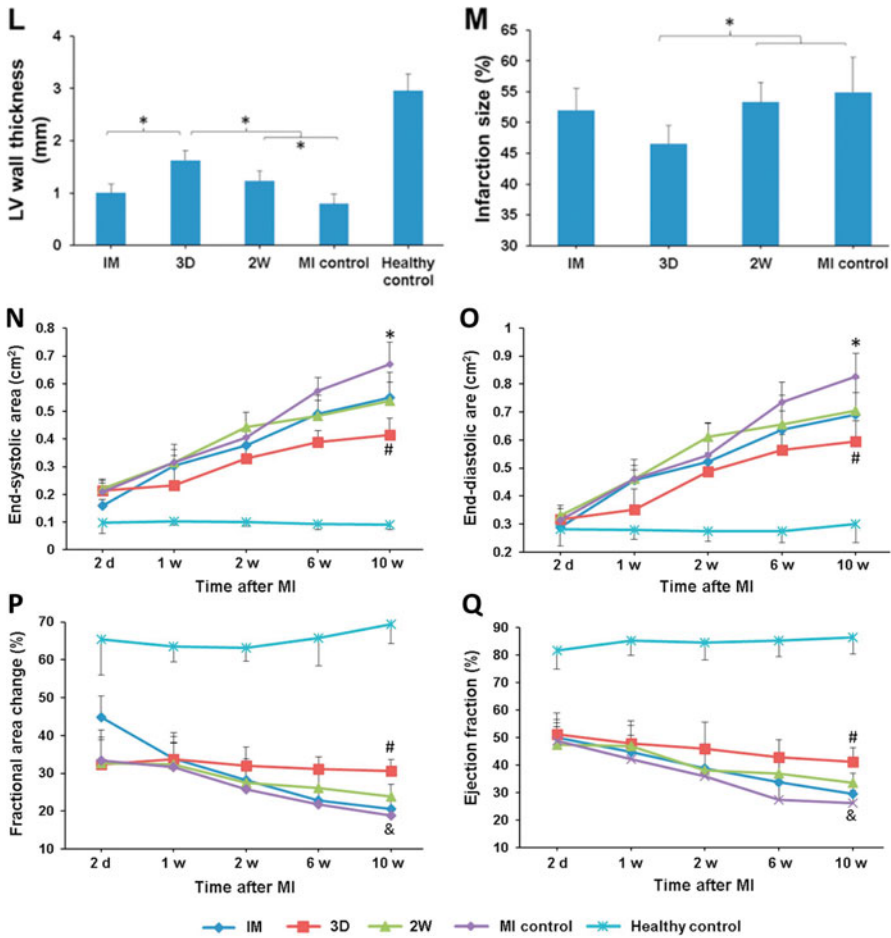 L
LV wall thickness (mm)
4
3
2
1
0
*
*
*
IM 3D 2W MI control Healthy control
M
Infarction size (%)
65
60
55
50
45
40
35
30
*
IM 3D 2W MI control
N
End-systolic area (cm²)
0.8
0.7
0.6
0.5
0.4
0.3
0.2
0.1
0
*
#
2 d 1 w 2 w 6 w 10 w
Time after MI
O
End-diastolic are (cm²)
1
0.9
0.8
0.7
0.6
0.5
0.4
0.3
0.2
*
#
2 d 1 w 2 w 6 w 10 w
Time afte MI
P
Fractional area change (%)
70
60
50
40
30
20
10
#
&
2 d 1 w 2 w 6 w 10 w
Time after MI
Q
Ejection fraction (%)
90
80
70
60
50
40
30
20
10
#
&
2 d 1 w 2 w 6 w 10 w
Time after MI
IM 3D 2W MI control Healthy control